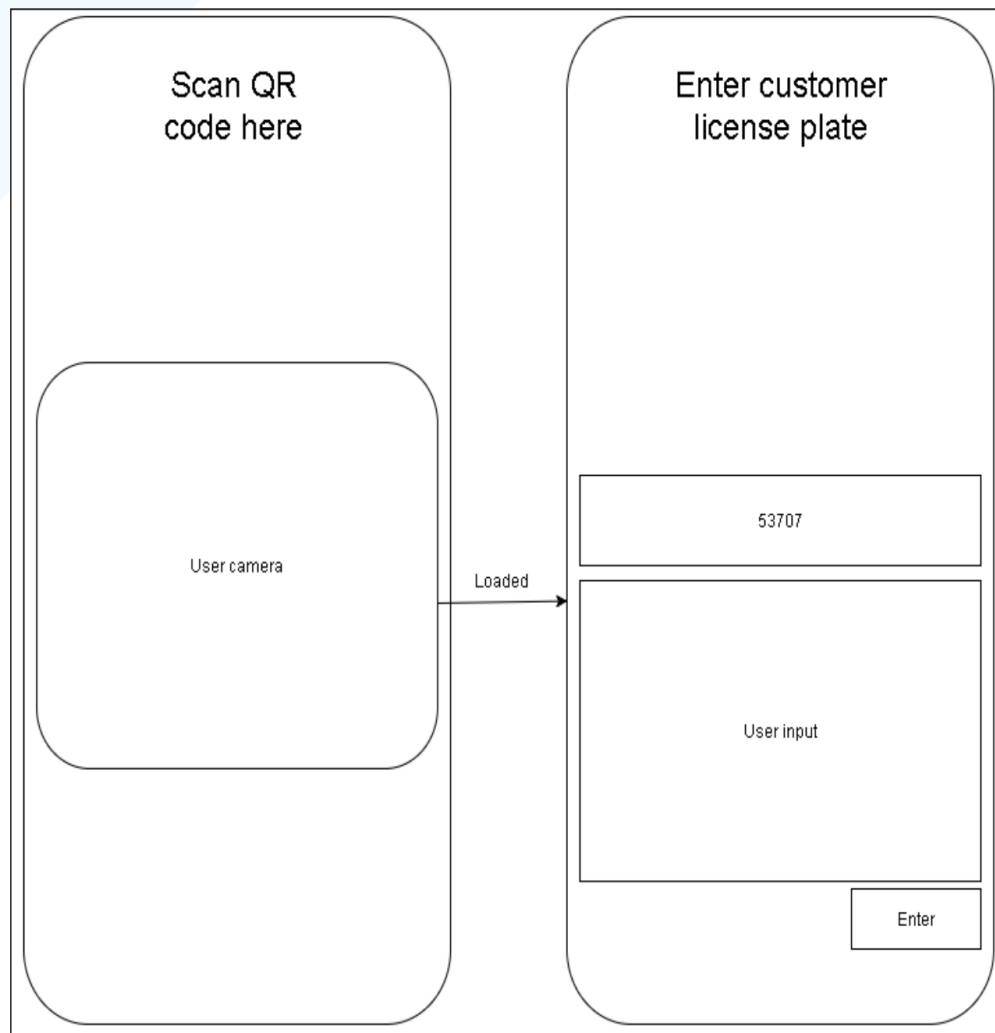 Scan QR
code here
User camera
Loaded
Enter customer
license plate
53707
User input
Enter